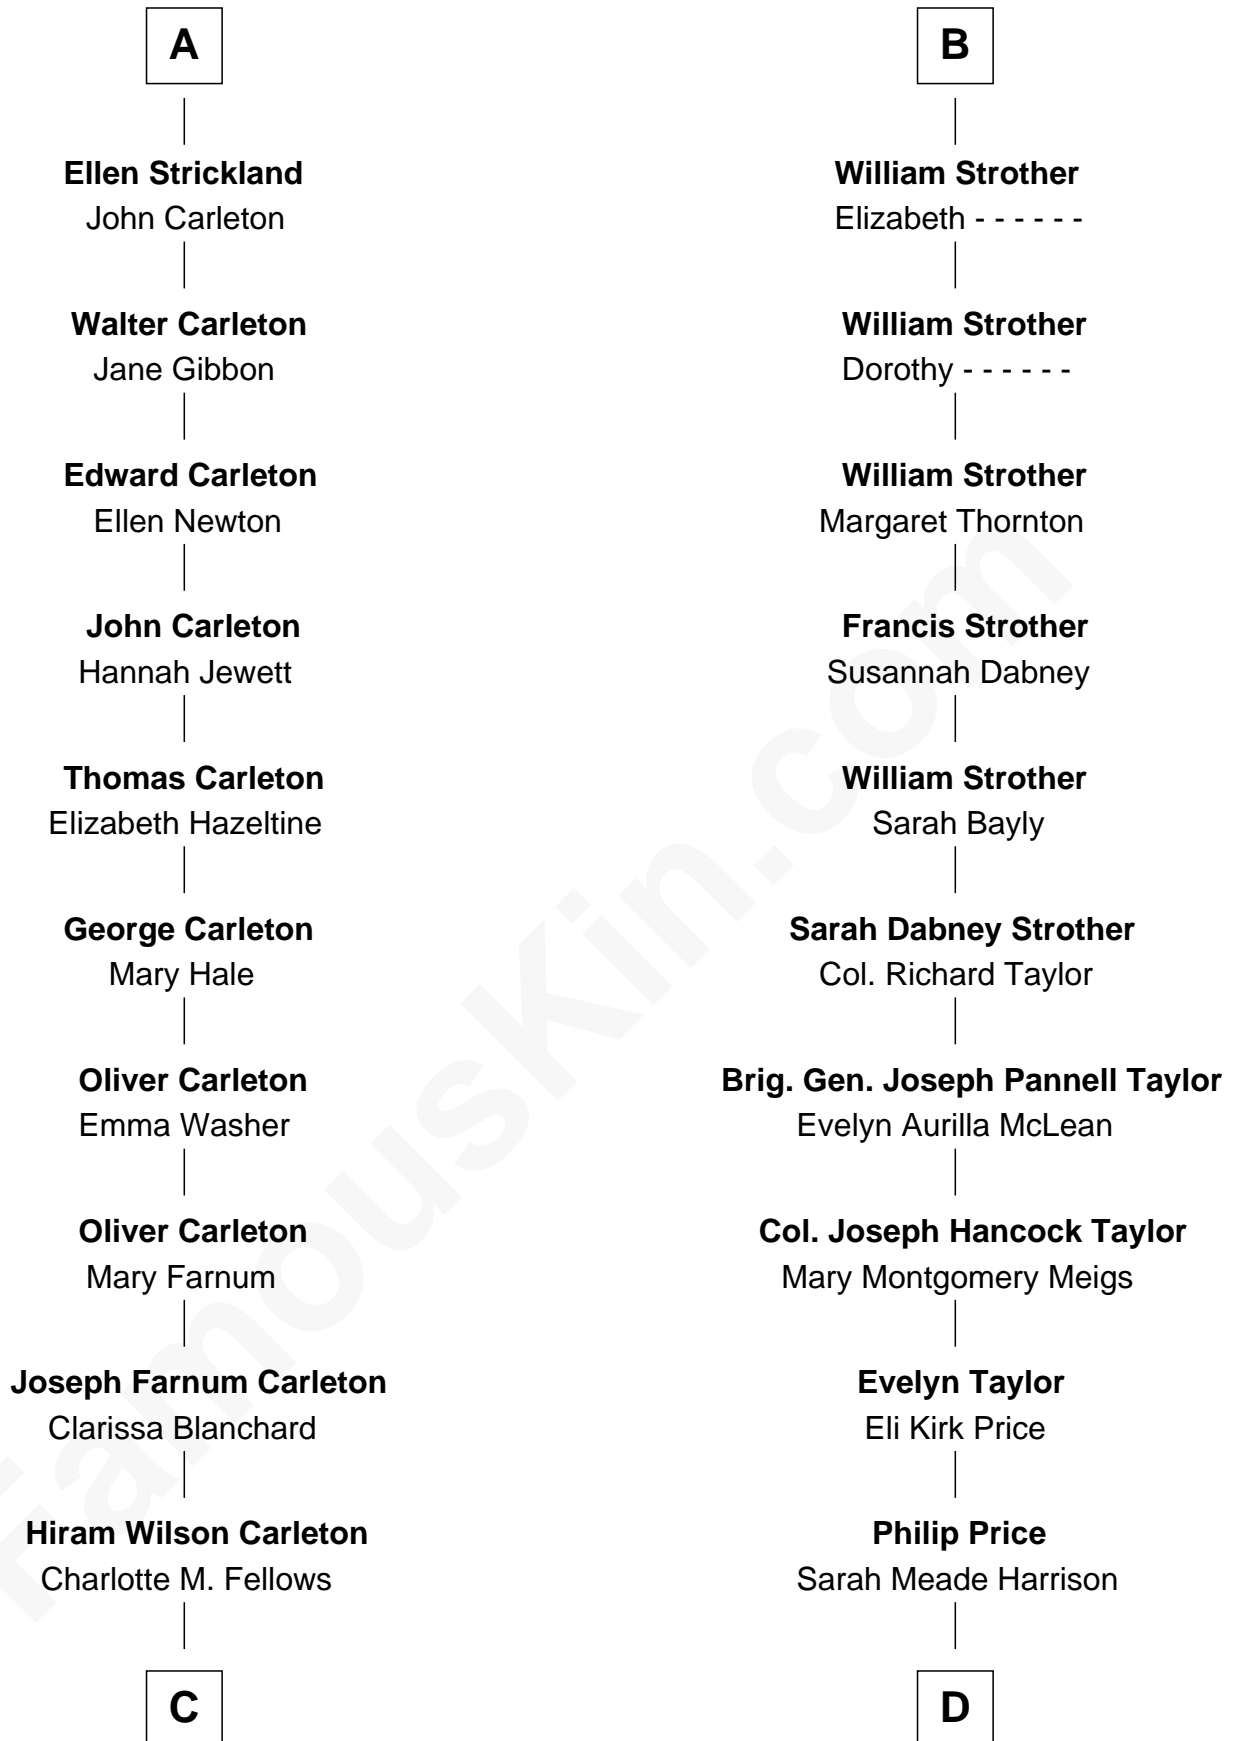 A
Ellen Strickland
John Carleton
Walter Carleton
Jane Gibbon
Edward Carleton
Ellen Newton
John Carleton
Hannah Jewett
Thomas Carleton
Elizabeth Hazeltine
George Carleton
Mary Hale
Oliver Carleton
Emma Washer
Oliver Carleton
Mary Farnum
Joseph Farnum Carleton
Clarissa Blanchard
Hiram Wilson Carleton
Charlotte M. Fellows
C
B
William Strother
Elizabeth - - - - - -
William Strother
Dorothy - - - - - -
William Strother
Margaret Thornton
Francis Strother
Susannah Dabney
William Strother
Sarah Bayly
Sarah Dabney Strother
Col. Richard Taylor
Brig. Gen. Joseph Pannell Taylor
Evelyn Aurilla McLean
Col. Joseph Hancock Taylor
Mary Montgomery Meigs
Evelyn Taylor
Eli Kirk Price
Philip Price
Sarah Meade Harrison
D
FamousKin.com